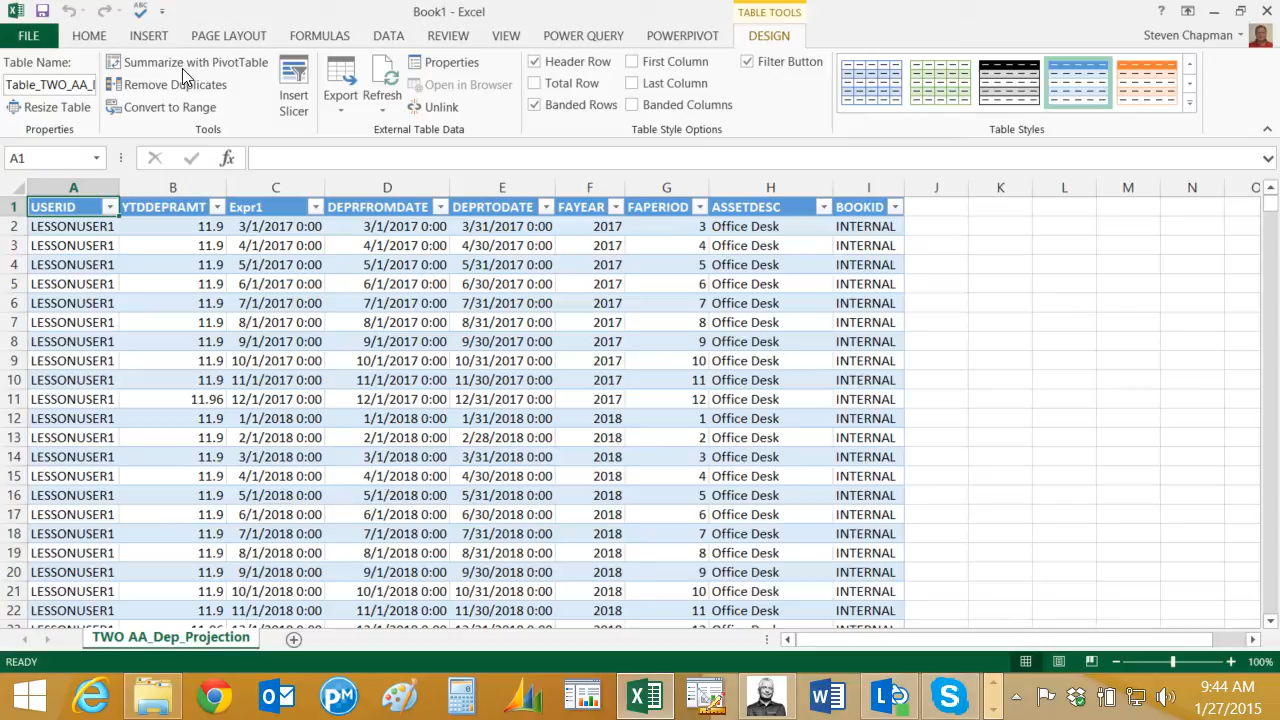 Book1 - Excel
TABLE TOOLS
FILE HOME INSERT PAGE LAYOUT FORMULAS DATA REVIEW VIEW POWER QUERY POWERPIVOT DESIGN Steven Chapman
Table Name:
Table_TWO_AA_
Resize Table
Properties
Summarize with PivotTable
Remove Duplicates
Convert to Range
Tools
Insert
Slicer
Export
Refresh
Properties
Open in Browser
Unlink
External Table Data
Header Row First Column Filter Button
Total Row Last Column
Banded Rows Banded Columns
Table Style Options
Table Styles
A1 fx
A B C D E F G H I J K L M N O
1 USERID YTDDEPRAMT Expr1 DEPRFROMDATE DEPRTODATE FAYEAR FAPERIOD ASSETDESC BOOKID
2 LESSONUSER1 11.9 3/1/2017 0:00 3/1/2017 0:00 3/31/2017 0:00 2017 3 Office Desk INTERNAL
3 LESSONUSER1 11.9 4/1/2017 0:00 4/1/2017 0:00 4/30/2017 0:00 2017 4 Office Desk INTERNAL
4 LESSONUSER1 11.9 5/1/2017 0:00 5/1/2017 0:00 5/31/2017 0:00 2017 5 Office Desk INTERNAL
5 LESSONUSER1 11.9 6/1/2017 0:00 6/1/2017 0:00 6/30/2017 0:00 2017 6 Office Desk INTERNAL
6 LESSONUSER1 11.9 7/1/2017 0:00 7/1/2017 0:00 7/31/2017 0:00 2017 7 Office Desk INTERNAL
7 LESSONUSER1 11.9 8/1/2017 0:00 8/1/2017 0:00 8/31/2017 0:00 2017 8 Office Desk INTERNAL
8 LESSONUSER1 11.9 9/1/2017 0:00 9/1/2017 0:00 9/30/2017 0:00 2017 9 Office Desk INTERNAL
9 LESSONUSER1 11.9 10/1/2017 0:00 10/1/2017 0:00 10/31/2017 0:00 2017 10 Office Desk INTERNAL
10 LESSONUSER1 11.9 11/1/2017 0:00 11/1/2017 0:00 11/30/2017 0:00 2017 11 Office Desk INTERNAL
11 LESSONUSER1 11.96 12/1/2017 0:00 12/1/2017 0:00 12/31/2017 0:00 2017 12 Office Desk INTERNAL
12 LESSONUSER1 11.9 1/1/2018 0:00 1/1/2018 0:00 1/31/2018 0:00 2018 1 Office Desk INTERNAL
13 LESSONUSER1 11.9 2/1/2018 0:00 2/1/2018 0:00 2/28/2018 0:00 2018 2 Office Desk INTERNAL
14 LESSONUSER1 11.9 3/1/2018 0:00 3/1/2018 0:00 3/31/2018 0:00 2018 3 Office Desk INTERNAL
15 LESSONUSER1 11.9 4/1/2018 0:00 4/1/2018 0:00 4/30/2018 0:00 2018 4 Office Desk INTERNAL
16 LESSONUSER1 11.9 5/1/2018 0:00 5/1/2018 0:00 5/31/2018 0:00 2018 5 Office Desk INTERNAL
17 LESSONUSER1 11.9 6/1/2018 0:00 6/1/2018 0:00 6/30/2018 0:00 2018 6 Office Desk INTERNAL
18 LESSONUSER1 11.9 7/1/2018 0:00 7/1/2018 0:00 7/31/2018 0:00 2018 7 Office Desk INTERNAL
19 LESSONUSER1 11.9 8/1/2018 0:00 8/1/2018 0:00 8/31/2018 0:00 2018 8 Office Desk INTERNAL
20 LESSONUSER1 11.9 9/1/2018 0:00 9/1/2018 0:00 9/30/2018 0:00 2018 9 Office Desk INTERNAL
21 LESSONUSER1 11.9 10/1/2018 0:00 10/1/2018 0:00 10/31/2018 0:00 2018 10 Office Desk INTERNAL
22 LESSONUSER1 11.9 11/1/2018 0:00 11/1/2018 0:00 11/30/2018 0:00 2018 11 Office Desk INTERNAL
TWO AA_Dep_Projection
READY 100%
9:44 AM
1/27/2015